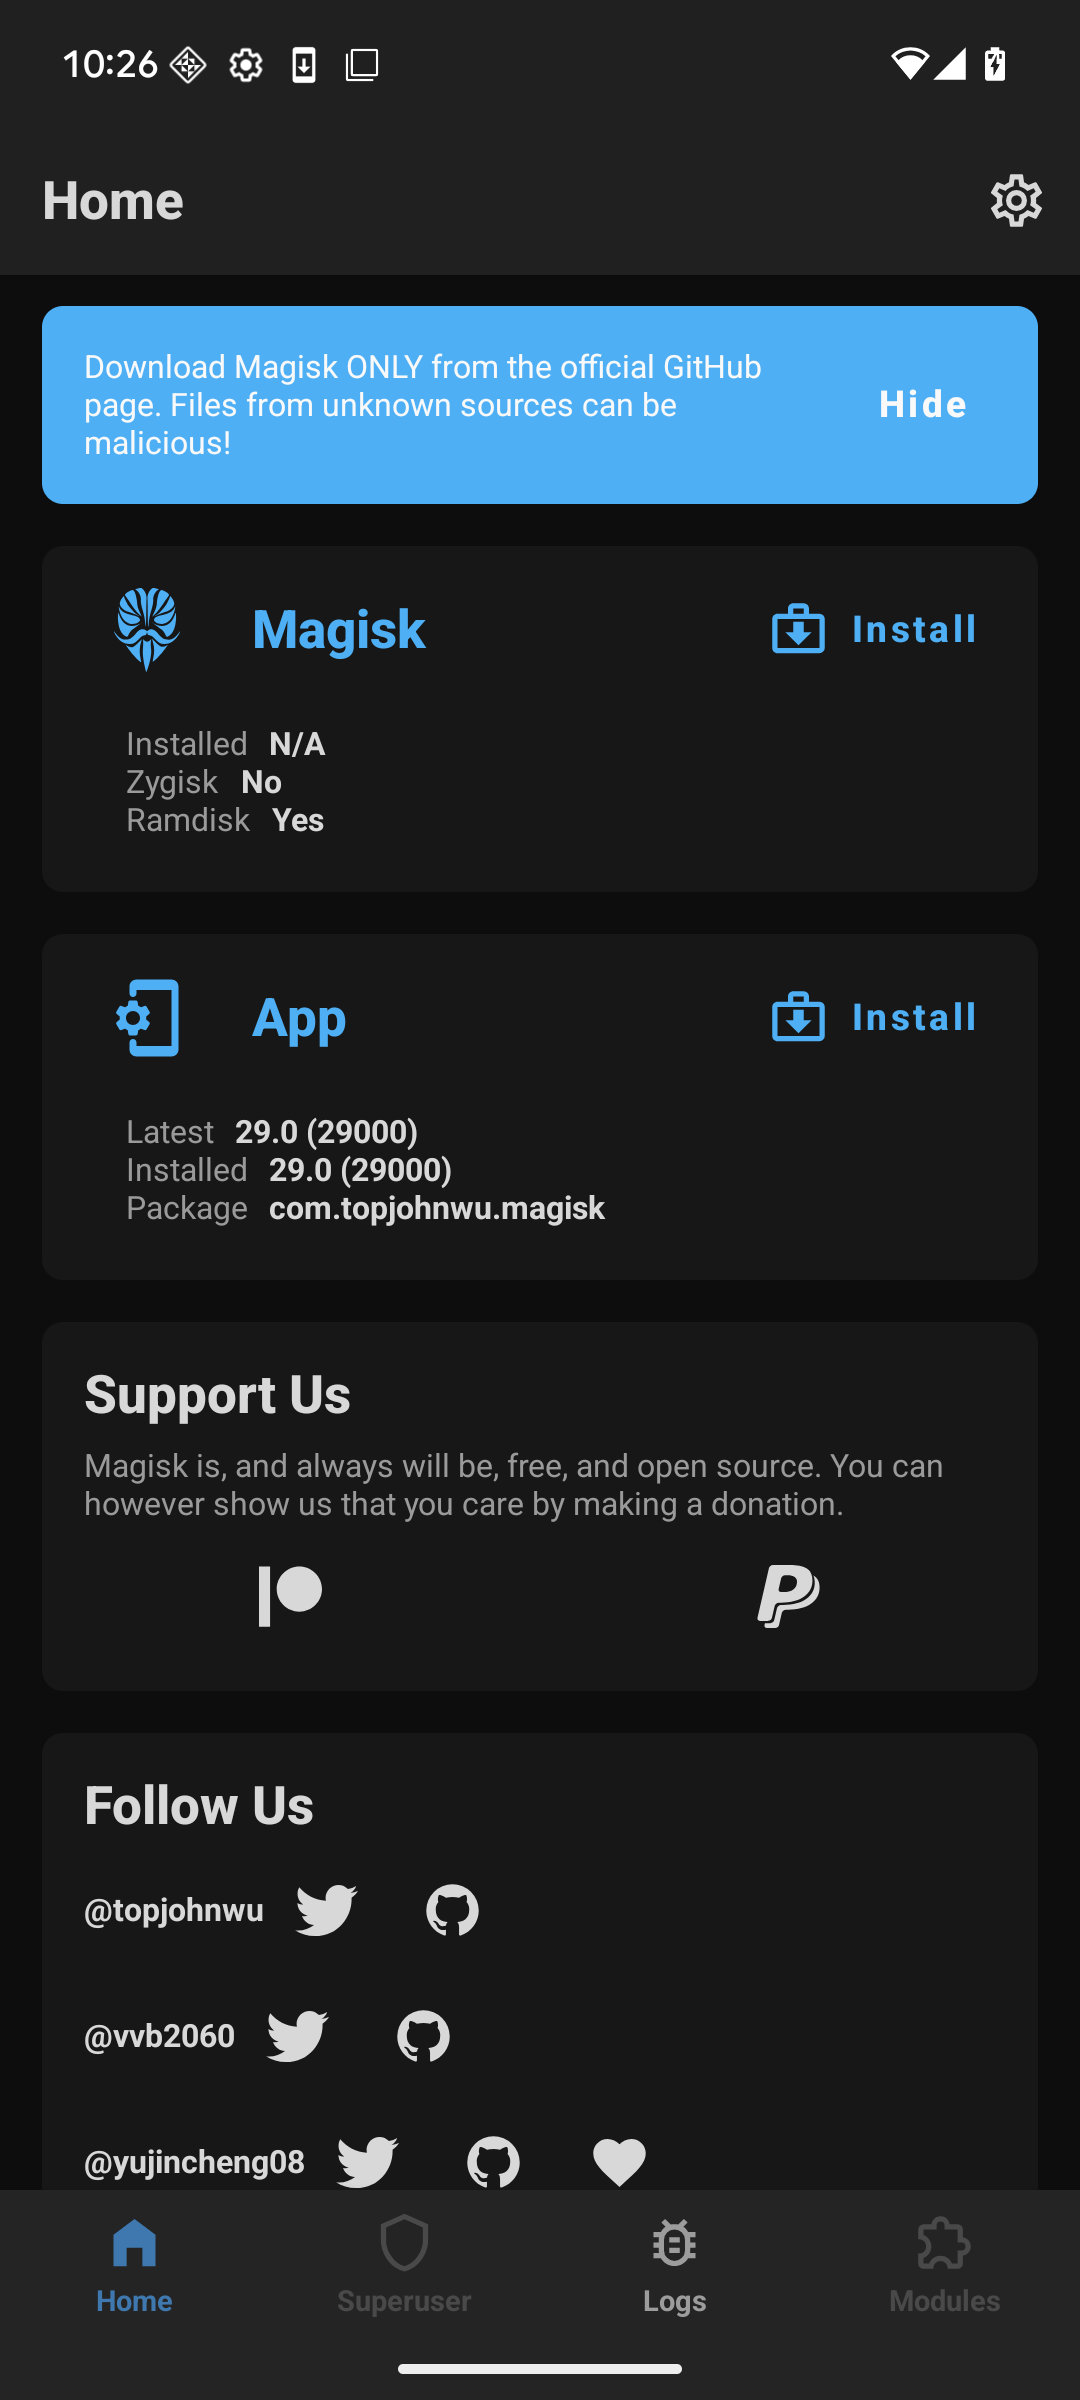 10:26
Home
Download Magisk ONLY from the official GitHub
page. Files from unknown sources can be
malicious!
Hide
Magisk
Install
Installed N/A
Zygisk No
Ramdisk Yes
App
Install
Latest 29.0 (29000)
Installed 29.0 (29000)
Package com.topjohnwu.magisk
Support Us
Magisk is, and always will be, free, and open source. You can
however show us that you care by making a donation.
Follow Us
@topjohnwu
@vvb2060
@yujincheng08
Home
Superuser
Logs
Modules